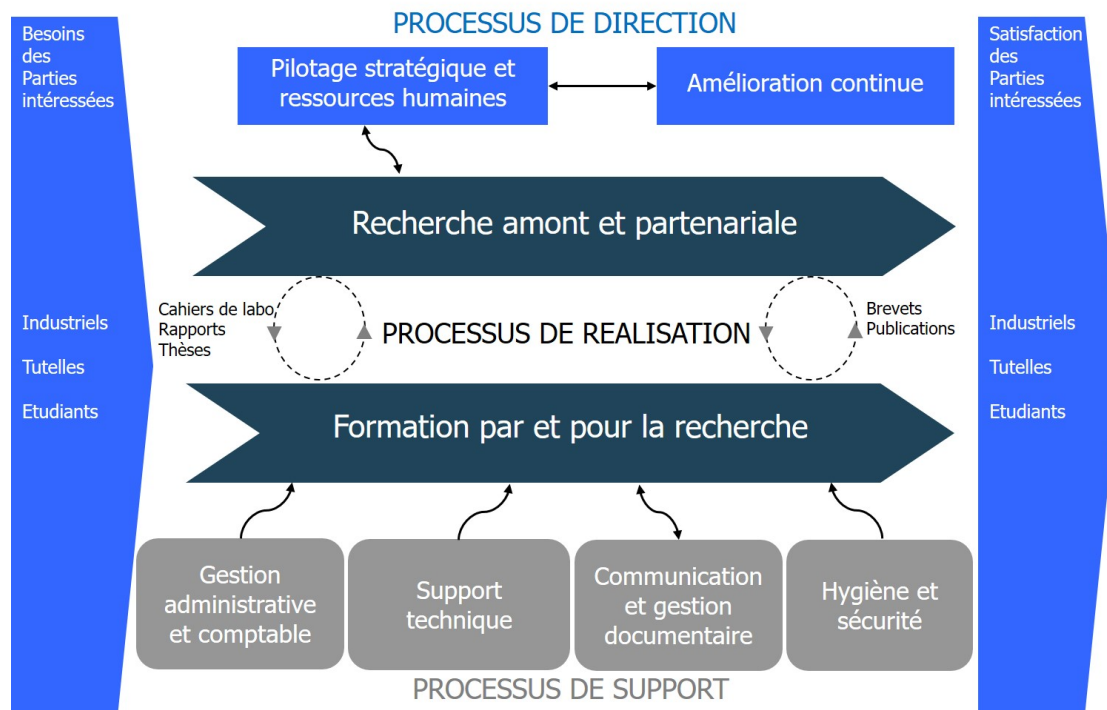 Besoins
des
Parties
intéressées
Industriels
Tutelles
Etudiants
PROCESSUS DE DIRECTION
Pilotage stratégique et
ressources humaines
Amélioration continue
Recherche amont et partenariale
Cahiers de labo
Rapports
Thèses
PROCESSUS DE REALISATION
Brevets
Publications
Formation par et pour la recherche
Gestion
administrative
et comptable
Support
technique
Communication
et gestion
documentaire
Hygiène et
sécurité
PROCESSUS DE SUPPORT
Satisfaction
des
Parties
intéressées
Industriels
Tutelles
Etudiants